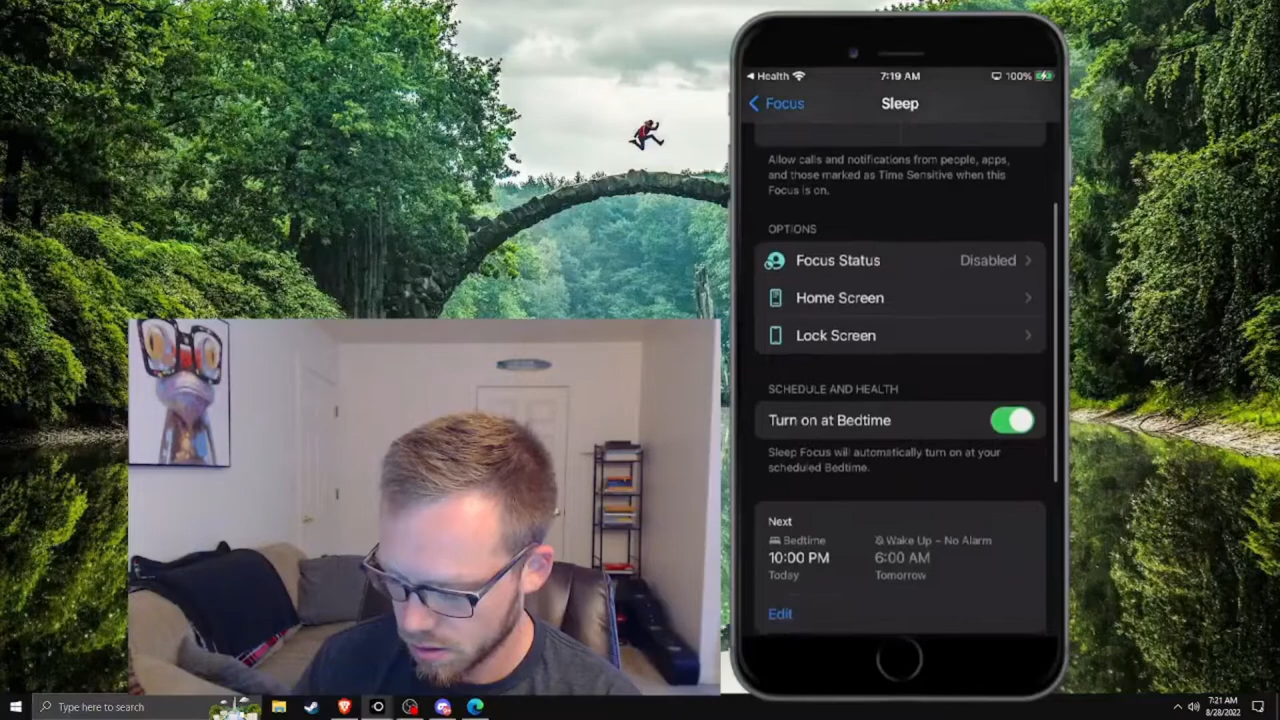 Health
7:19 AM
100%
Focus
Sleep
Allow calls and notifications from people, apps,
and those marked as Time Sensitive when this
Focus is on.
OPTIONS
Focus Status
Disabled
Home Screen
Lock Screen
SCHEDULE AND HEALTH
Turn on at Bedtime
Sleep Focus will automatically turn on at your
scheduled Bedtime.
Next
Bedtime
Wake Up - No Alarm
10:00 PM
6:00 AM
Today
Tomorrow
Edit
Type here to search
7:21 AM
8/28/2022